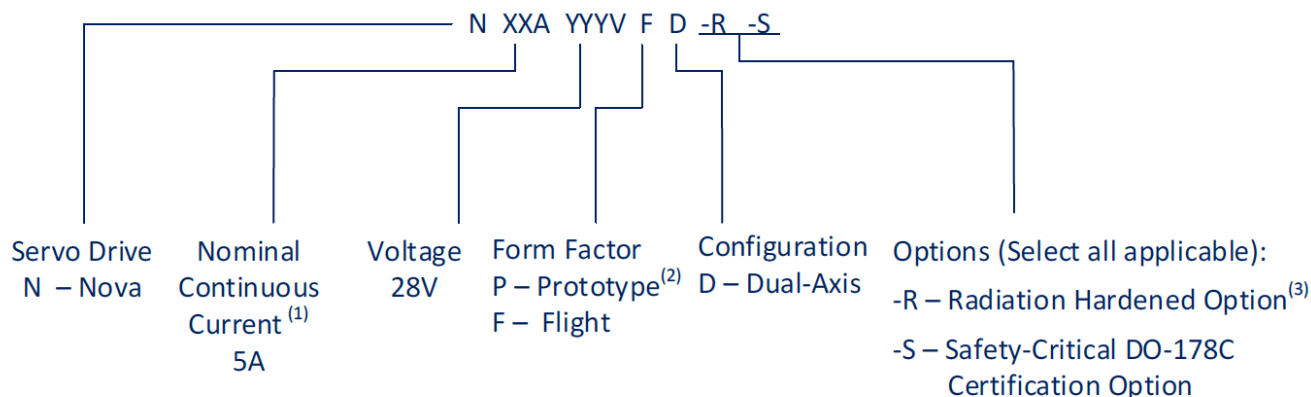 N XXA YYYV F D -R -S
Servo Drive
N – Nova
Nominal
Continuous
Current (1)
5A
Voltage
28V
Form Factor
P – Prototype(2)
F – Flight
Configuration
D – Dual-Axis
Options (Select all applicable):
-R – Radiation Hardened Option(3)
-S – Safety-Critical DO-178C
Certification Option